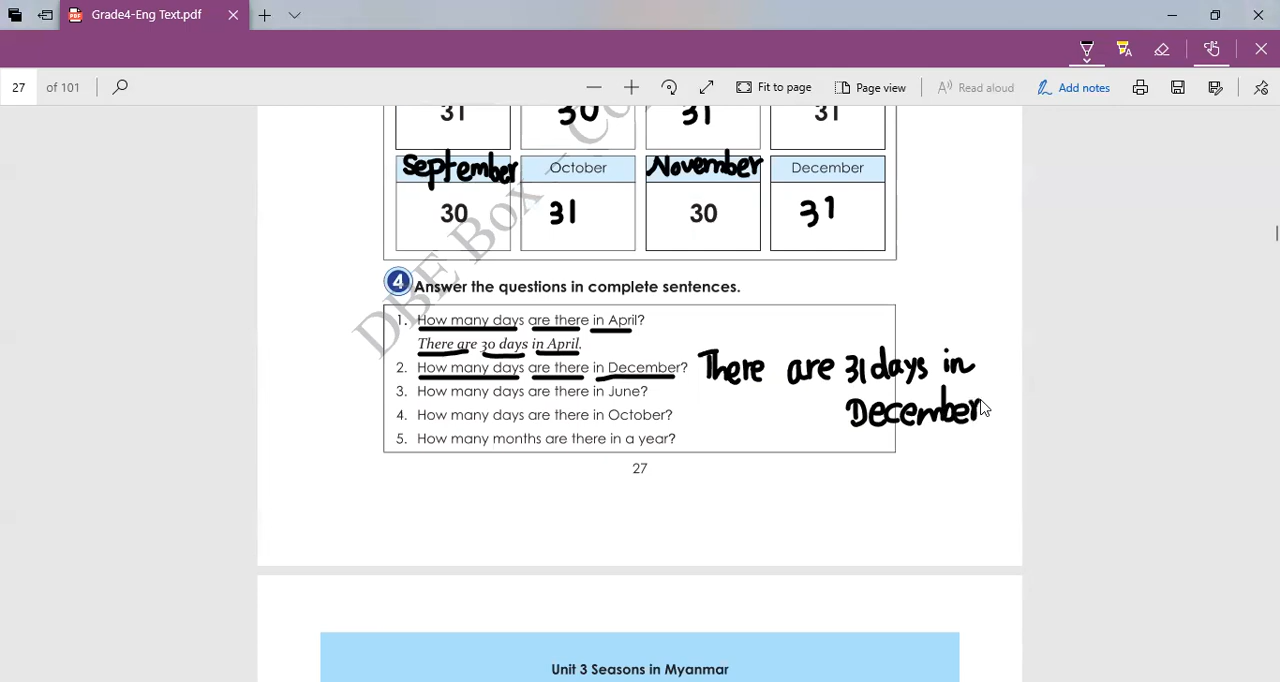 Grade4-Eng Text.pdf
27 of 101
Fit to page
Page view
Read aloud
Add notes
31 30 31 31
September October November December
30 31 30 31
4 Answer the questions in complete sentences.
1. How many days are there in April?
There are 30 days in April.
2. How many days are there in December? There are 31 days in
December
3. How many days are there in June?
4. How many days are there in October?
5. How many months are there in a year?
27
DBE Box - Co
Unit 3 Seasons in Myanmar